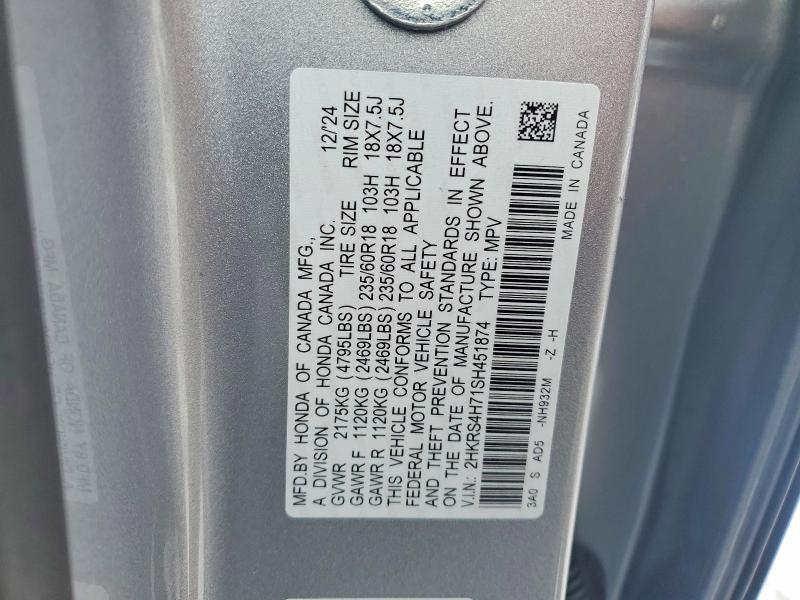 MFD.BY HONDA OF CANADA MFG.,
A DIVISION OF HONDA CANADA INC. 12/'24
GVWR 2175KG (4795LBS) TIRE SIZE RIM SIZE
GAWR F 1120KG (2469LBS) 235/60R18 103H 18X7.5J
GAWR R 1120KG (2469LBS) 235/60R18 103H 18X7.5J
THIS VEHICLE CONFORMS TO ALL APPLICABLE
FEDERAL MOTOR VEHICLE SAFETY
AND THEFT PREVENTION STANDARDS IN EFFECT
ON THE DATE OF MANUFACTURE SHOWN ABOVE.
V.I.N.: 2HKRS4H71SH451874 TYPE: MPV
3A0 S AD5 -NH932M -Z -H
MADE IN CANADA